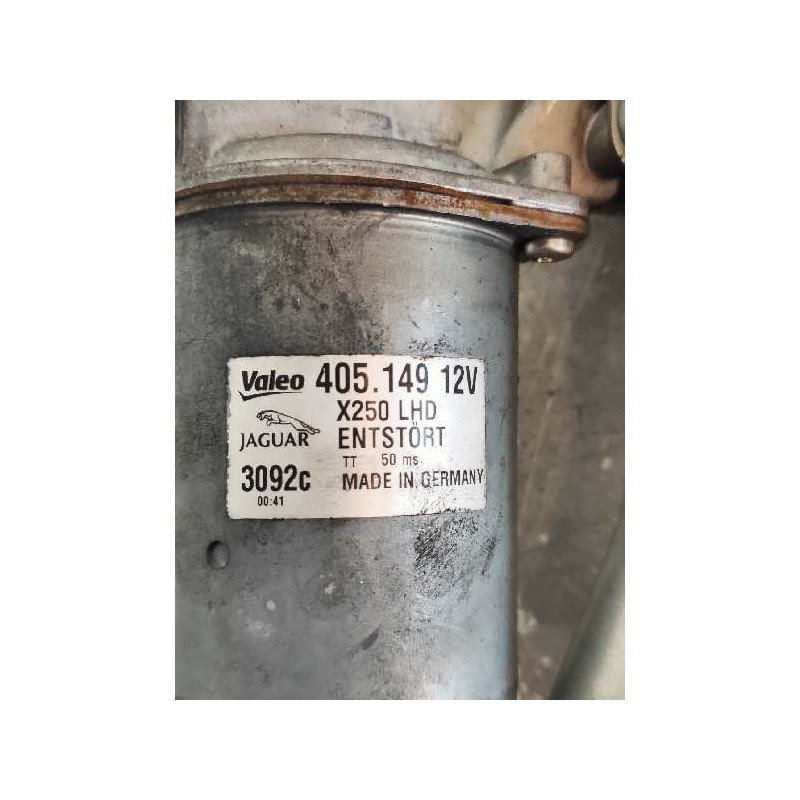 Valeo 405.149 12V
X250 LHD
JAGUAR ENTSTÖRT
TT 50 ms
3092c MADE IN GERMANY
00:41